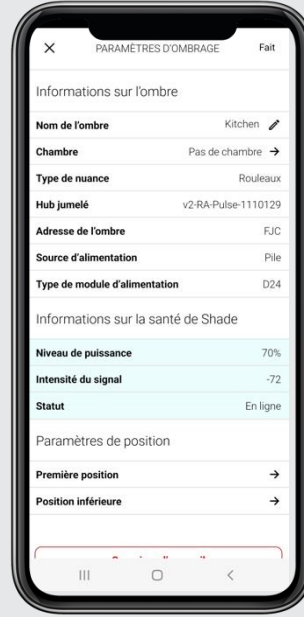 PARAMÈTRES D'OMBRAGE Fait
Informations sur l'ombre
Nom de l'ombre Kitchen
Chambre Pas de chambre
Type de nuance Rouleaux
Hub jumelé v2-RA-Pulse-1110129
Adresse de l'ombre FJC
Source d'alimentation Pile
Type de module d'alimentation D24
Informations sur la santé de Shade
Niveau de puissance 70%
Intensité du signal -72
Statut En ligne
Paramètres de position
Première position
Position inférieure